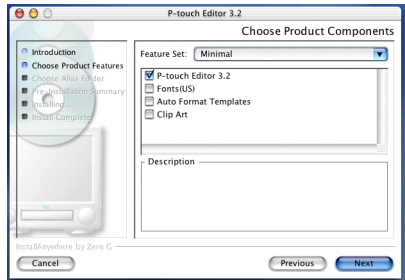 P-touch Editor 3.2
Choose Product Components
Introduction
Choose Product Features
Choose Alias Folder
Pre-Installation Summary
Installing...
Install Complete
Feature Set: Minimal
P-touch Editor 3.2
Fonts(US)
Auto Format Templates
Clip Art
Description
InstallAnywhere by Zero G
Cancel
Previous
Next